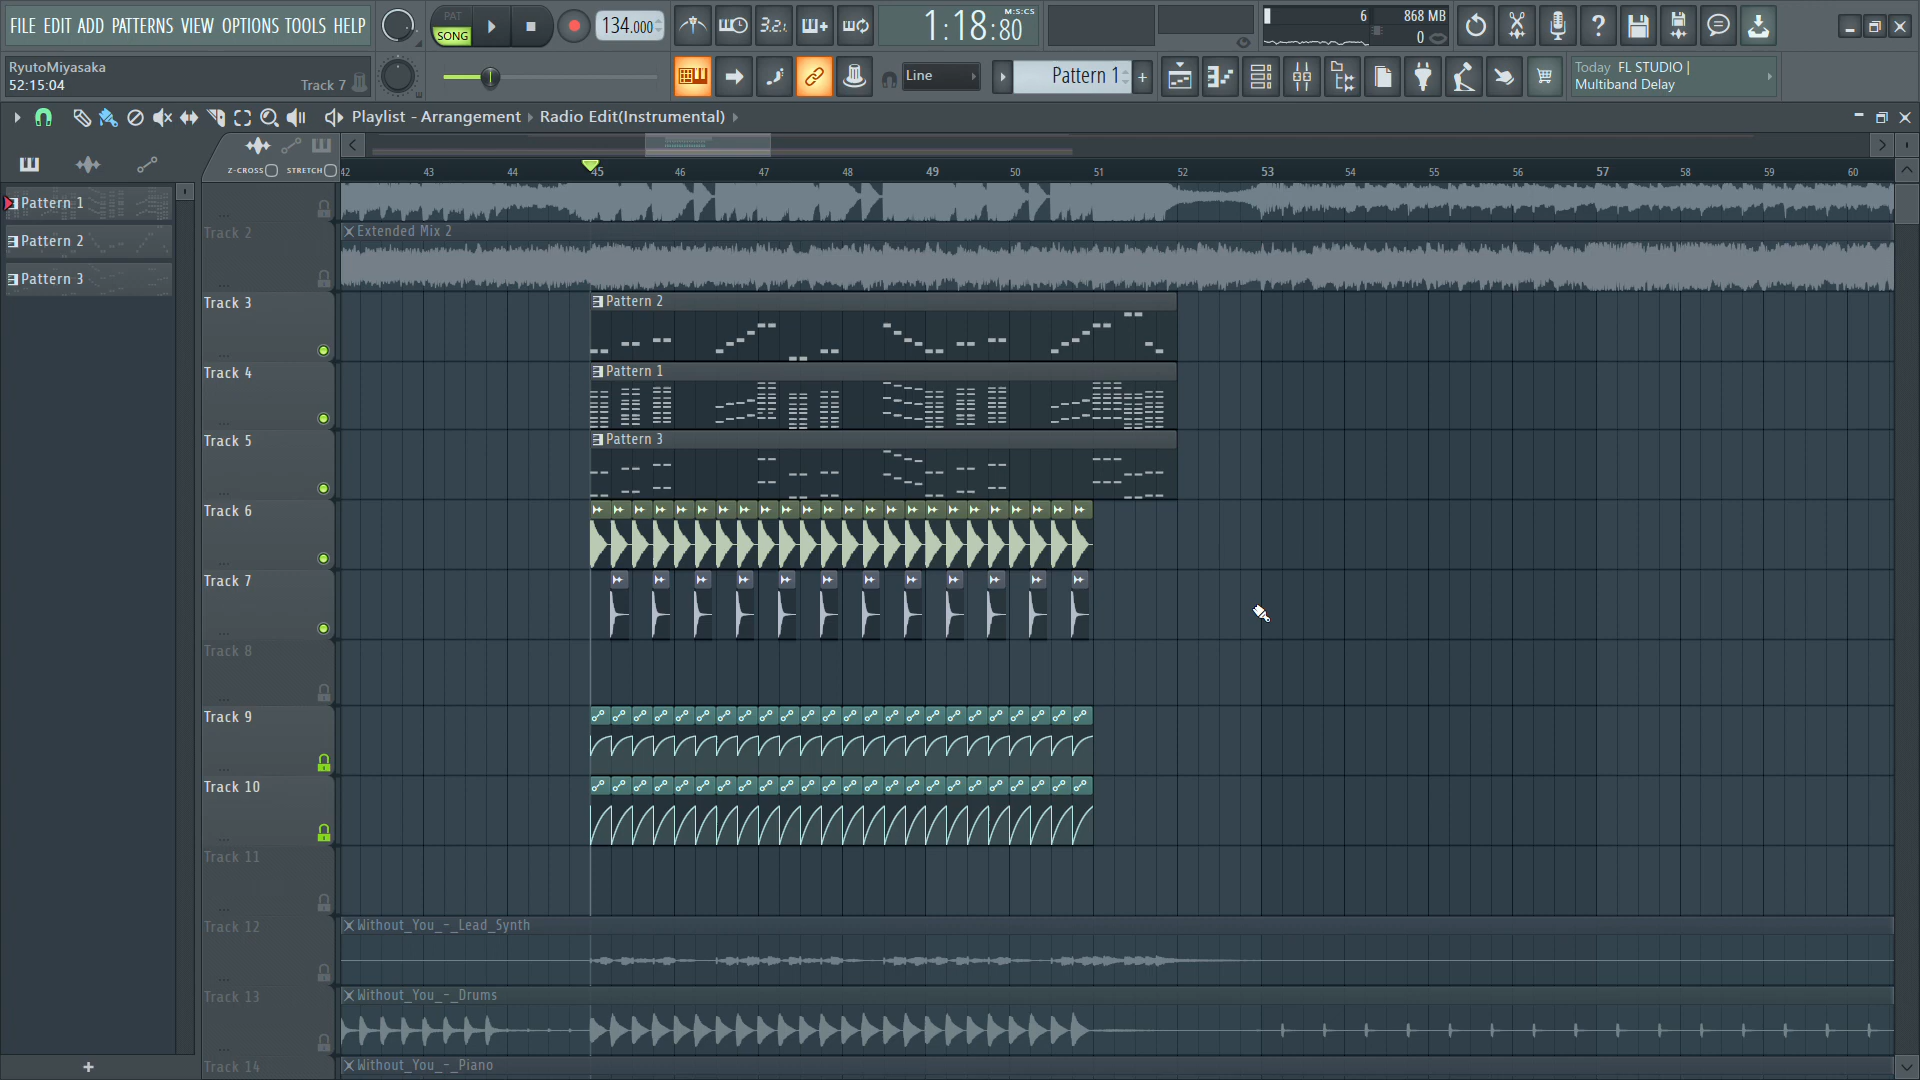 FILE EDIT ADD PATTERNS VIEW OPTIONS TOOLS HELP
PAT
SONG
134.000
3.2.
1:18:80
M:S:CS
6
868 MB
0
RyutoMiyasaka
52:15:04
Track 7
Line
Pattern 1
+
Today FL STUDIO |
Multiband Delay
Playlist - Arrangement
Radio Edit(Instrumental)
Z-CROSS
STRETCH
42 43 44 45 46 47 48 49 50 51 52 53 54 55 56 57 58 59 60
Pattern 1
Pattern 2
Pattern 3
+
Track 2
Extended Mix 2
Track 3
Pattern 2
Track 4
Pattern 1
Track 5
Pattern 3
Track 6
Track 7
Track 8
Track 9
Track 10
Track 11
Track 12
Without_You_-_Lead_Synth
Track 13
Without_You_-_Drums
Track 14
Without_You_-_Piano